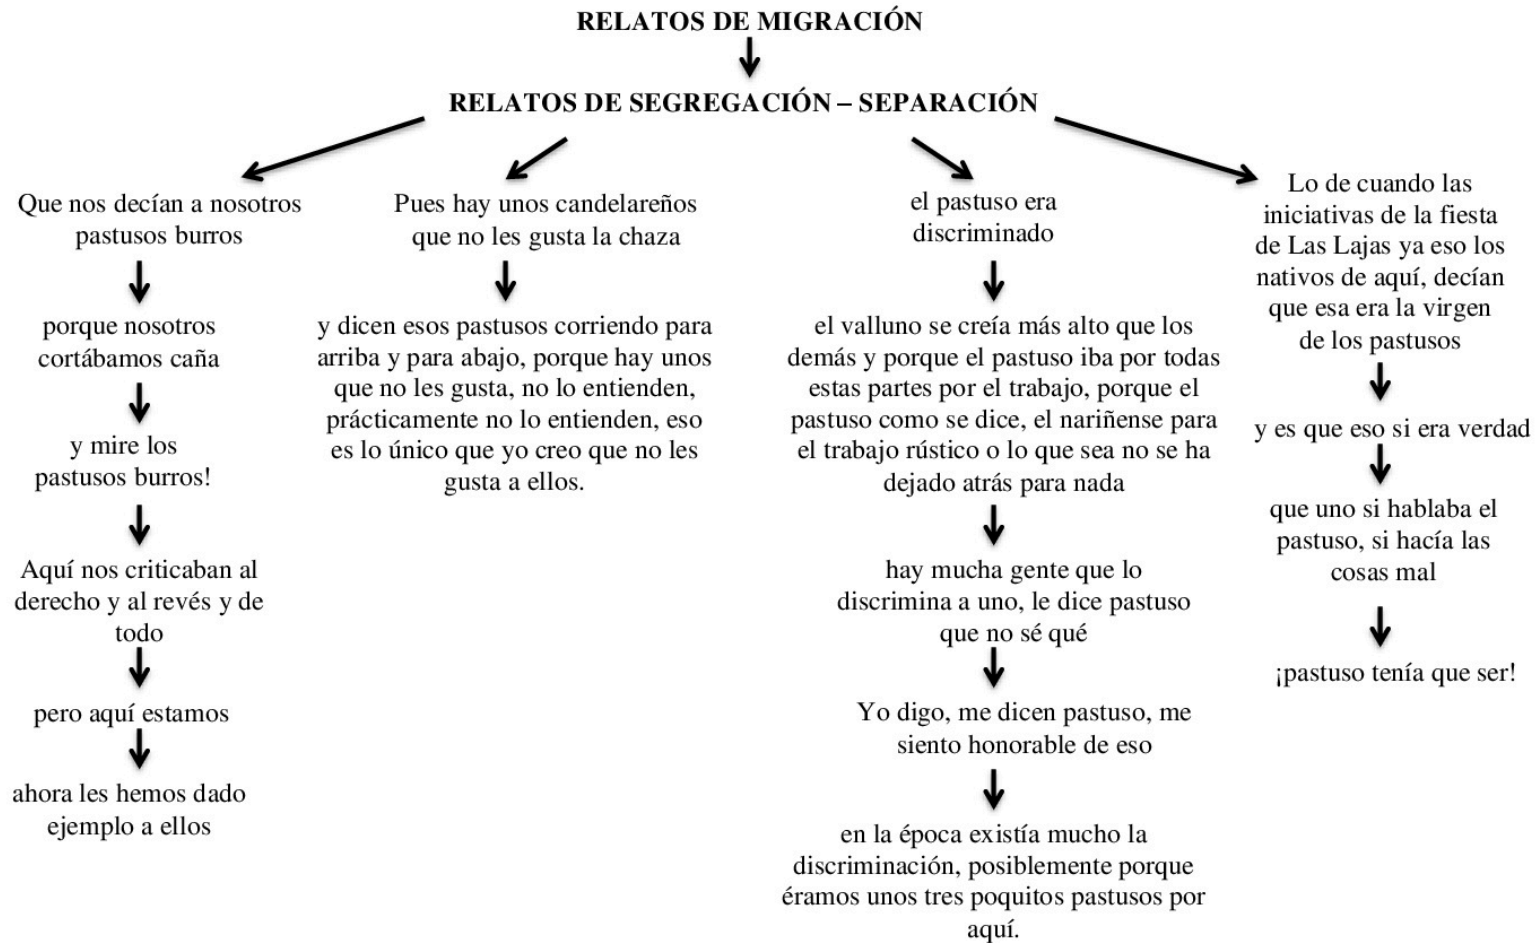 RELATOS DE MIGRACIÓN
RELATOS DE SEGREGACIÓN – SEPARACIÓN
Que nos decían a nosotros
pastusos burros
porque nosotros
cortábamos caña
y mire los
pastusos burros!
Aquí nos criticaban al
derecho y al revés y de
todo
pero aquí estamos
ahora les hemos dado
ejemplo a ellos
Pues hay unos candelareños
que no les gusta la chaza
y dicen esos pastusos corriendo para
arriba y para abajo, porque hay unos
que no les gusta, no lo entienden,
prácticamente no lo entienden, eso
es lo único que yo creo que no les
gusta a ellos.
el pastuso era
discriminado
el valluno se creía más alto que los
demás y porque el pastuso iba por todas
estas partes por el trabajo, porque el
pastuso como se dice, el nariñense para
el trabajo rústico o lo que sea no se ha
dejado atrás para nada
hay mucha gente que lo
discrimina a uno, le dice pastuso
que no sé qué
Yo digo, me dicen pastuso, me
siento honorable de eso
en la época existía mucho la
discriminación, posiblemente porque
éramos unos tres poquitos pastusos por
aquí.
Lo de cuando las
iniciativas de la fiesta
de Las Lajas ya eso los
nativos de aquí, decían
que esa era la virgen
de los pastusos
y es que eso si era verdad
que uno si hablaba el
pastuso, si hacía las
cosas mal
¡pastuso tenía que ser!